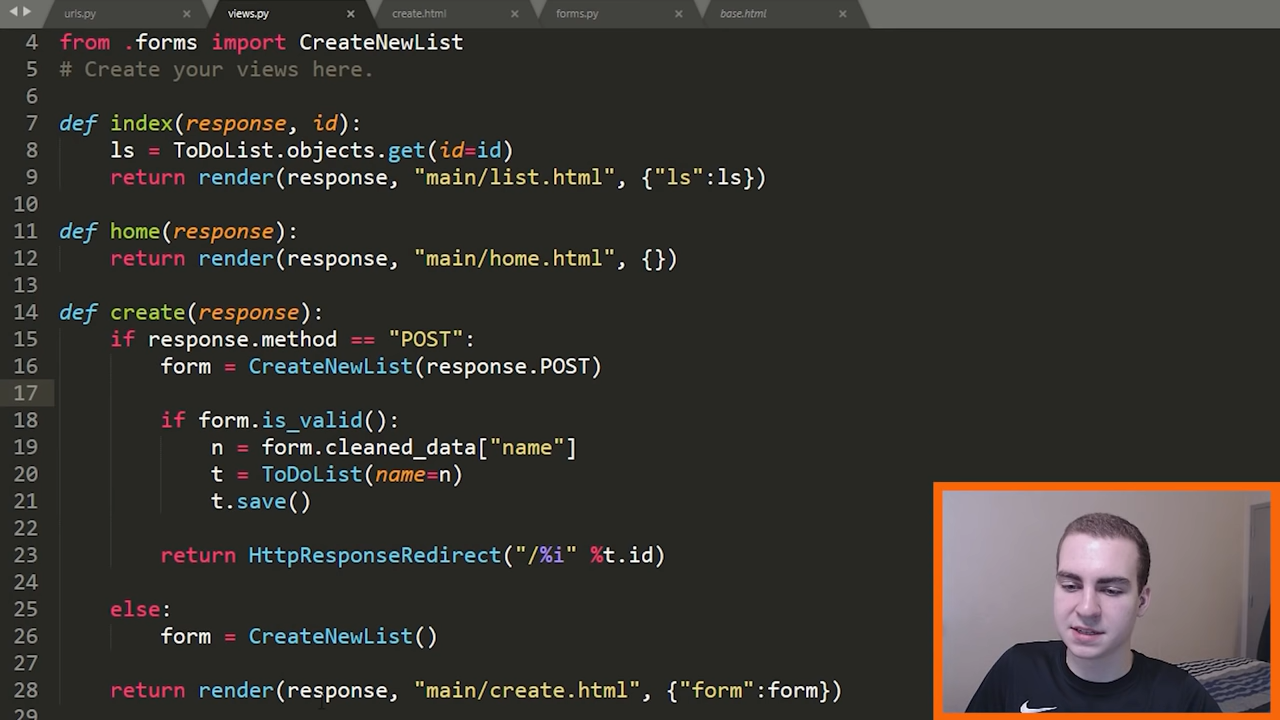 urls.py views.py create.html forms.py base.html
4 from .forms import CreateNewList
5 # Create your views here.
6
7 def index(response, id):
8 ls = ToDoList.objects.get(id=id)
9 return render(response, "main/list.html", {"ls":ls})
10
11 def home(response):
12 return render(response, "main/home.html", {})
13
14 def create(response):
15 if response.method == "POST":
16 form = CreateNewList(response.POST)
17
18 if form.is_valid():
19 n = form.cleaned_data["name"]
20 t = ToDoList(name=n)
21 t.save()
22
23 return HttpResponseRedirect("/%i" %t.id)
24
25 else:
26 form = CreateNewList()
27
28 return render(response, "main/create.html", {"form":form})
29